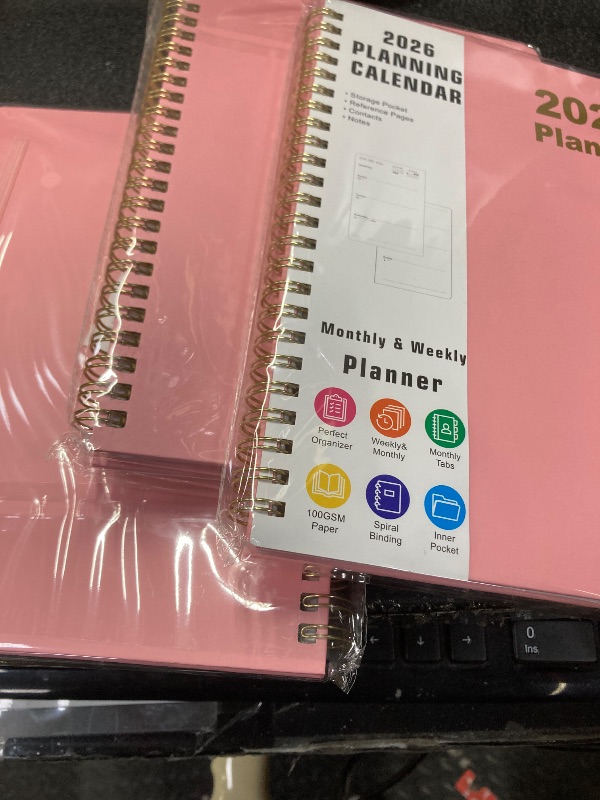 2026
PLANNING
CALENDAR
• Storage Pocket
• Reference Pages
• Contacts
• Notes
202
Plan
Monthly & Weekly
Planner
Perfect
Organizer
Weekly&
Monthly
Monthly
Tabs
100GSM
Paper
Spiral
Binding
Inner
Pocket
← ↓ →
0
Ins